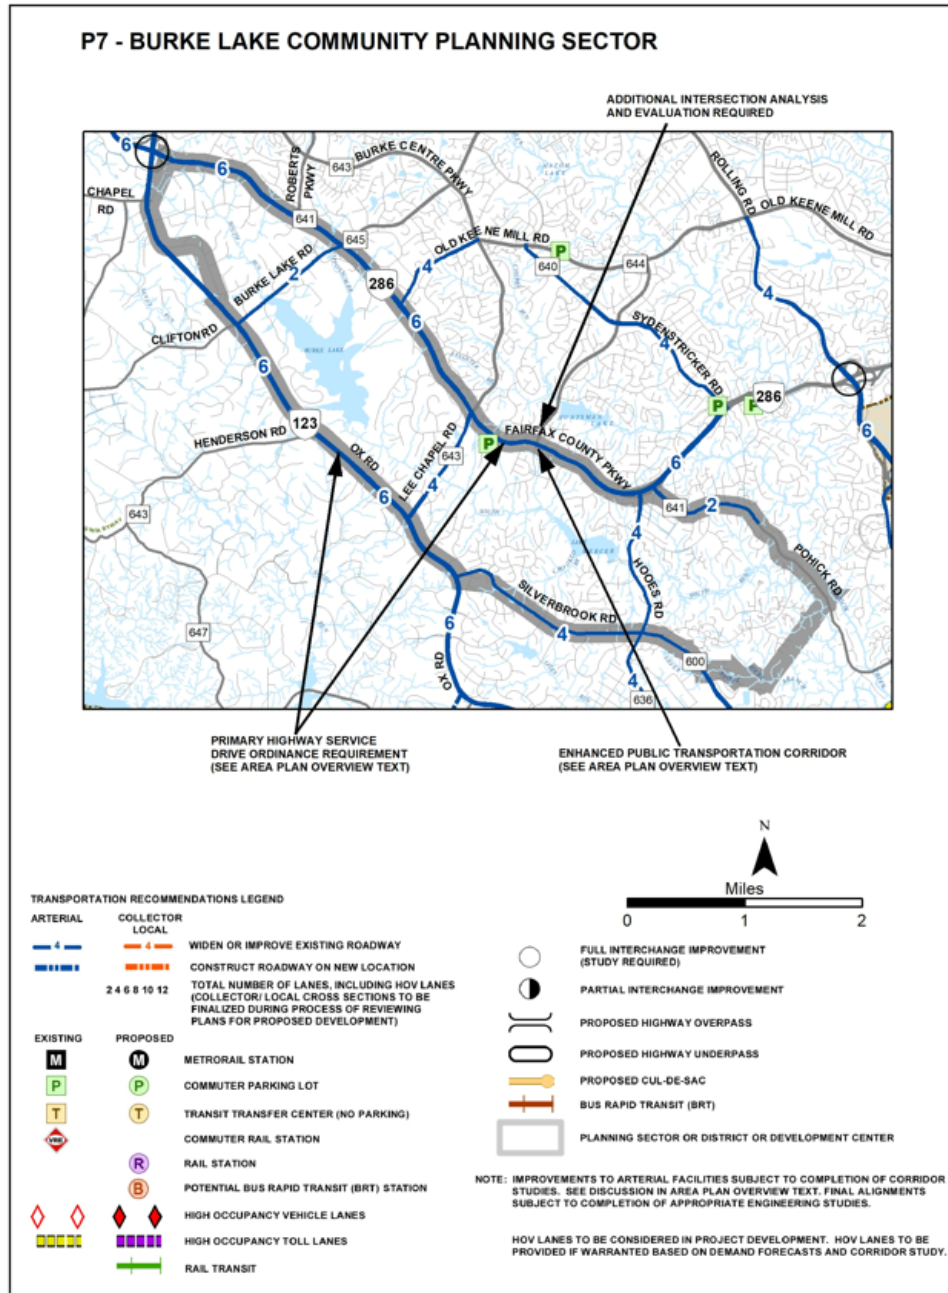 P7 - BURKE LAKE COMMUNITY PLANNING SECTOR
ADDITIONAL INTERSECTION ANALYSIS
AND EVALUATION REQUIRED
6
6
CHAPEL
RD
ROBERTS
PKWY
643
BURKE CENTRE PKWY
ROLLING RD
OLD KEENE MILL RD
641
645
OLD KEENE MILL RD
P
640
644
BURKE LAKE RD
2
286
4
4
CLIFTON RD
BURKE LAKE
6
6
SYDENSTRICKER RD
4
P
P
286
6
HENDERSON RD
123
OX RD
LEE CHAPEL RD
643
P
FAIRFAX COUNTY PKWY
6
6
4
641
2
643
4
HOOES RD
POHICK RD
SILVERBROOK RD
6
4
647
OX RD
600
4
636
PRIMARY HIGHWAY SERVICE
DRIVE ORDINANCE REQUIREMENT
(SEE AREA PLAN OVERVIEW TEXT)
ENHANCED PUBLIC TRANSPORTATION CORRIDOR
(SEE AREA PLAN OVERVIEW TEXT)
N
Miles
0 1 2
TRANSPORTATION RECOMMENDATIONS LEGEND
ARTERIAL
COLLECTOR
LOCAL
4 4 WIDEN OR IMPROVE EXISTING ROADWAY
CONSTRUCT ROADWAY ON NEW LOCATION
2 4 6 8 10 12
TOTAL NUMBER OF LANES, INCLUDING HOV LANES
(COLLECTOR/ LOCAL CROSS SECTIONS TO BE
FINALIZED DURING PROCESS OF REVIEWING
PLANS FOR PROPOSED DEVELOPMENT)
EXISTING PROPOSED
M M METRORAIL STATION
P P COMMUTER PARKING LOT
T T TRANSIT TRANSFER CENTER (NO PARKING)
VRE COMMUTER RAIL STATION
R RAIL STATION
B POTENTIAL BUS RAPID TRANSIT (BRT) STATION
HIGH OCCUPANCY VEHICLE LANES
HIGH OCCUPANCY TOLL LANES
RAIL TRANSIT
FULL INTERCHANGE IMPROVEMENT
(STUDY REQUIRED)
PARTIAL INTERCHANGE IMPROVEMENT
PROPOSED HIGHWAY OVERPASS
PROPOSED HIGHWAY UNDERPASS
PROPOSED CUL-DE-SAC
BUS RAPID TRANSIT (BRT)
PLANNING SECTOR OR DISTRICT OR DEVELOPMENT CENTER
NOTE: IMPROVEMENTS TO ARTERIAL FACILITIES SUBJECT TO COMPLETION OF CORRIDOR
STUDIES. SEE DISCUSSION IN AREA PLAN OVERVIEW TEXT. FINAL ALIGNMENTS
SUBJECT TO COMPLETION OF APPROPRIATE ENGINEERING STUDIES.
HOV LANES TO BE CONSIDERED IN PROJECT DEVELOPMENT. HOV LANES TO BE
PROVIDED IF WARRANTED BASED ON DEMAND FORECASTS AND CORRIDOR STUDY.